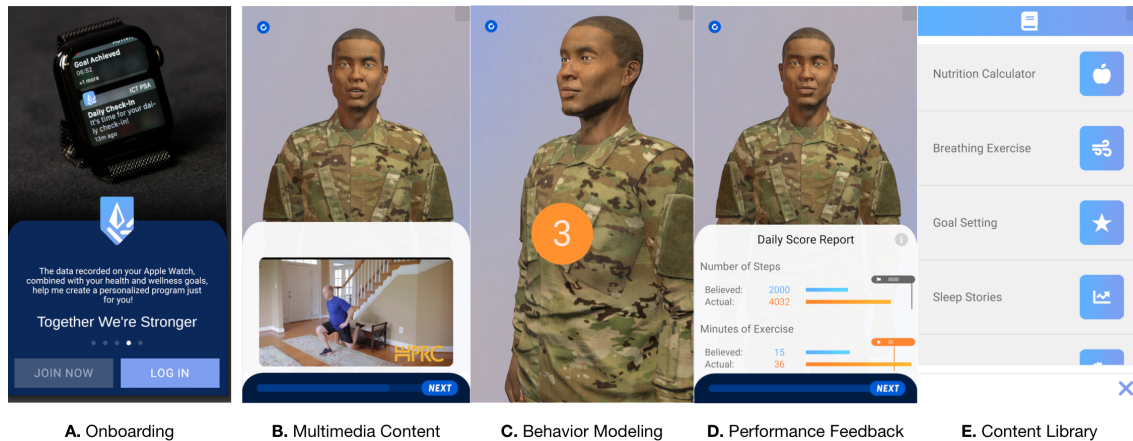 Goal Achieved
06:52
+1 more
ICT PSA
Daily Check-In
It's time for your dai-
ly check-in!
13m ago
The data recorded on your Apple Watch,
combined with your health and wellness goals,
help me create a personalized program just
for you!
Together We're Stronger
JOIN NOW
LOG IN
A. Onboarding
HPRC
NEXT
B. Multimedia Content
3
C. Behavior Modeling
Daily Score Report
i
Number of Steps
Believed: 2000
Actual: 4032
Minutes of Exercise
Believed: 15
Actual: 36
NEXT
D. Performance Feedback
Nutrition Calculator
Breathing Exercise
Goal Setting
Sleep Stories
E. Content Library